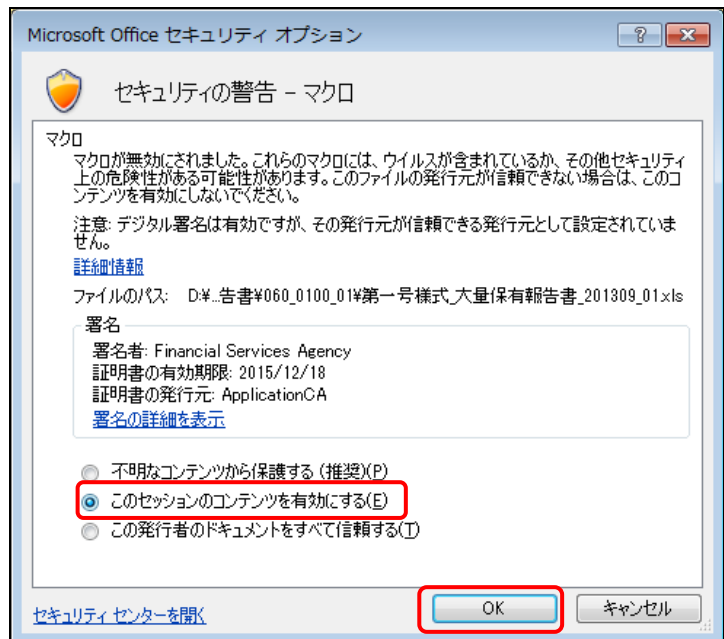 Microsoft Office セキュリティ オプション
セキュリティの警告 - マクロ
マクロ
マクロが無効にされました。これらのマクロには、ウイルスが含まれているか、その他セキュリティ
上の危険性がある可能性があります。このファイルの発行元が信頼できない場合は、このコ
ンテンツを有効にしないでください。
注意: デジタル署名は有効ですが、その発行元が信頼できる発行元として設定されていま
せん。
詳細情報
ファイルのパス: D:¥...告書¥060_0100_01¥第一号様式_大量保有報告書_201309_01xls
署名
署名者: Financial Services Agency
証明書の有効期限: 2015/12/18
証明書の発行元: ApplicationCA
署名の詳細を表示
不明なコンテンツから保護する (推奨)(P)
このセッションのコンテンツを有効にする(E)
この発行者のドキュメントをすべて信頼する(T)
セキュリティ センターを開く
OK
キャンセル